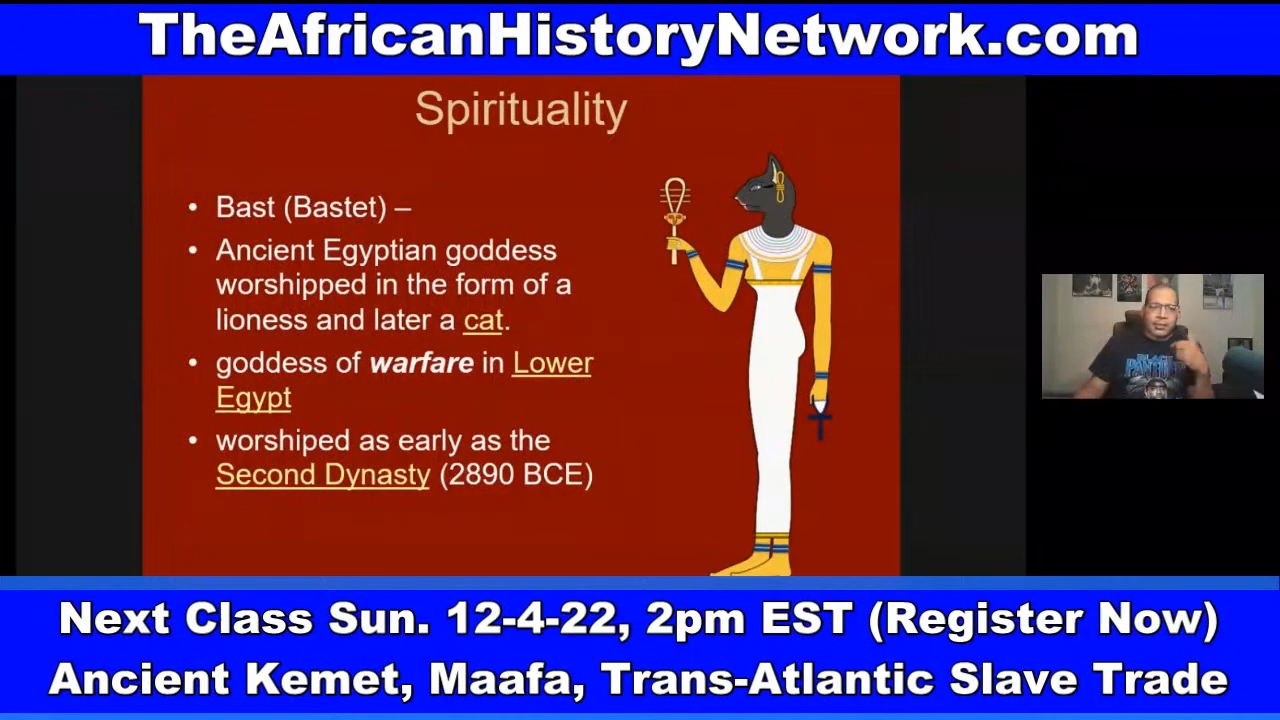 TheAfricanHistoryNetwork.com
Spirituality
• Bast (Bastet) –
• Ancient Egyptian goddess
worshipped in the form of a
lioness and later a cat.
• goddess of warfare in Lower
Egypt
• worshiped as early as the
Second Dynasty (2890 BCE)
BLACK
PANTHER
Next Class Sun. 12-4-22, 2pm EST (Register Now)
Ancient Kemet, Maafa, Trans-Atlantic Slave Trade